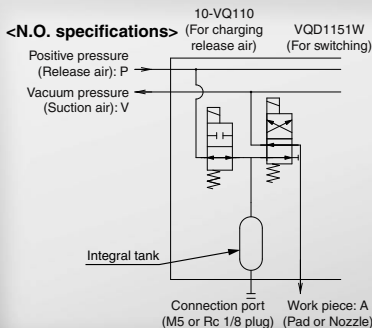 <N.O. specifications>
10-VQ110
(For charging
release air)
VQD1151W
(For switching)
Positive pressure
(Release air): P
Vacuum pressure
(Suction air): V
Integral tank
Connection port
(M5 or Rc 1/8 plug)
Work piece: A
(Pad or Nozzle)